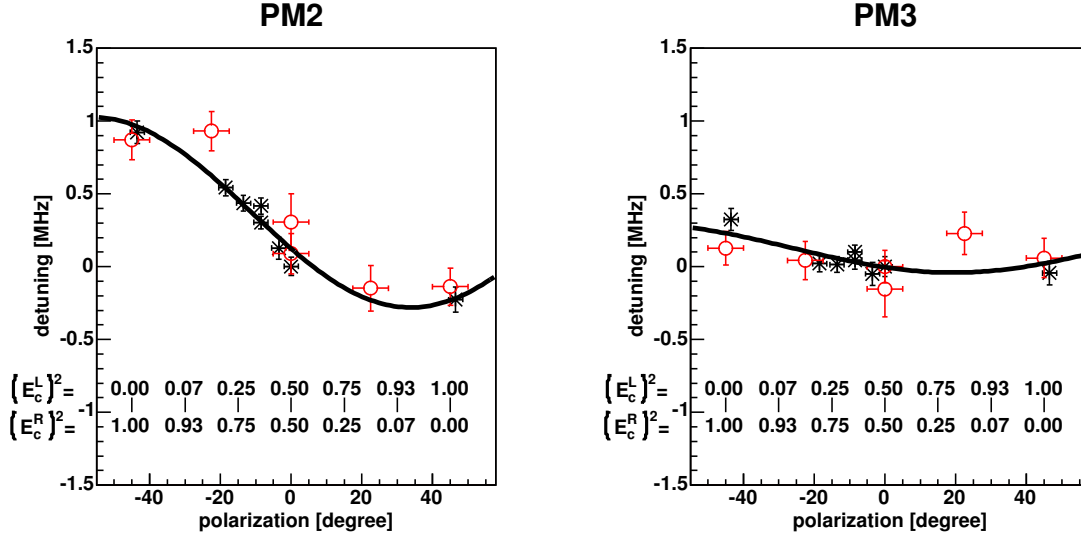 PM2
1.5
1
0.5
0
-0.5
-1
-1.5
detuning [MHz]
(E_c^L)^2= 0.00 0.07 0.25 0.50 0.75 0.93 1.00
(E_c^R)^2= 1.00 0.93 0.75 0.50 0.25 0.07 0.00
-40 -20 0 20 40
polarization [degree]
PM3
1.5
1
0.5
0
-0.5
-1
-1.5
detuning [MHz]
(E_c^L)^2= 0.00 0.07 0.25 0.50 0.75 0.93 1.00
(E_c^R)^2= 1.00 0.93 0.75 0.50 0.25 0.07 0.00
-40 -20 0 20 40
polarization [degree]